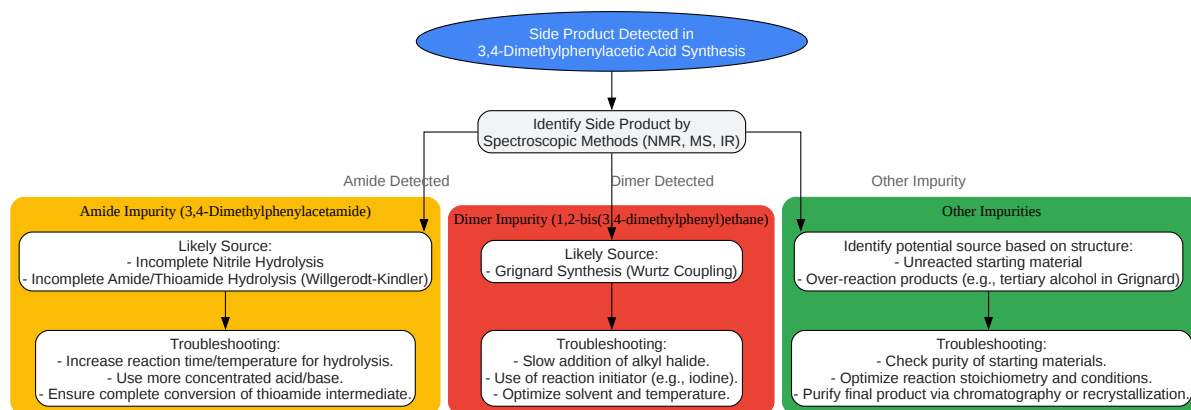 Side Product Detected in
3,4-Dimethylphenylacetic Acid Synthesis
Identify Side Product by
Spectroscopic Methods (NMR, MS, IR)
Amide Detected
Dimer Detected
Other Impurity
Amide Impurity (3,4-Dimethylphenylacetamide)
Likely Source:
- Incomplete Nitrile Hydrolysis
- Incomplete Amide/Thioamide Hydrolysis (Willgerodt-Kindler)
Troubleshooting:
- Increase reaction time/temperature for hydrolysis.
- Use more concentrated acid/base.
- Ensure complete conversion of thioamide intermediate.
Dimer Impurity (1,2-bis(3,4-dimethylphenyl)ethane)
Likely Source:
- Grignard Synthesis (Wurtz Coupling)
Troubleshooting:
- Slow addition of alkyl halide.
- Use of reaction initiator (e.g., iodine).
- Optimize solvent and temperature.
Other Impurities
Identify potential source based on structure:
- Unreacted starting material
- Over-reaction products (e.g., tertiary alcohol in Grignard)
Troubleshooting:
- Check purity of starting materials.
- Optimize reaction stoichiometry and conditions.
- Purify final product via chromatography or recrystallization.